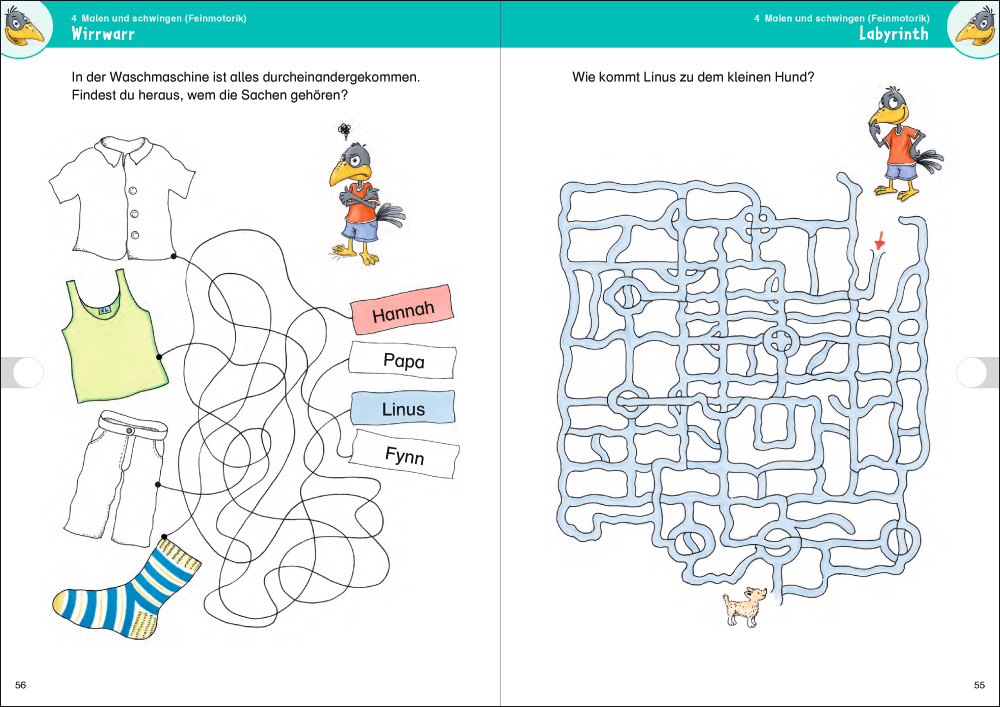 4 Malen und schwingen (Feinmotorik)
Wirrwarr
In der Waschmaschine ist alles durcheinandergekommen.
Findest du heraus, wem die Sachen gehören?
XL
Hannah
Papa
Linus
Fynn
56
4 Malen und schwingen (Feinmotorik)
Labyrinth
Wie kommt Linus zu dem kleinen Hund?
55